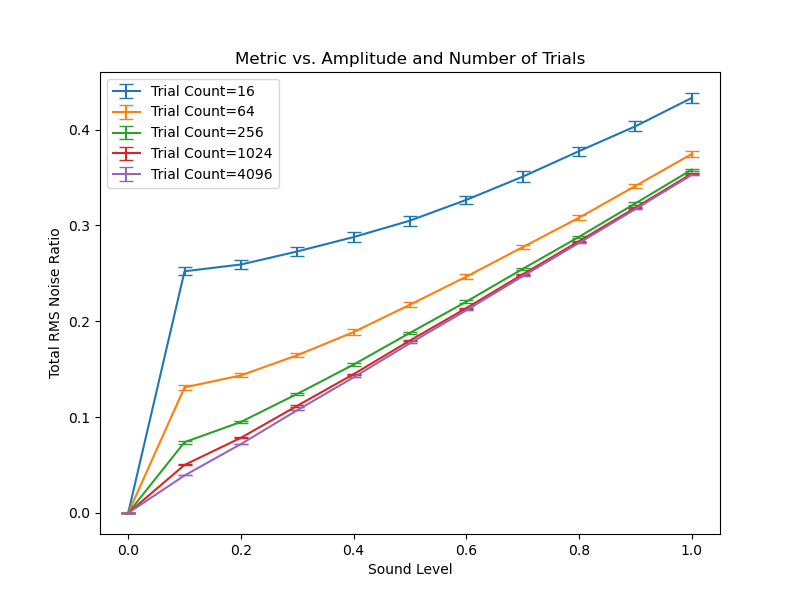 Metric vs. Amplitude and Number of Trials
Trial Count=16
Trial Count=64
Trial Count=256
Trial Count=1024
Trial Count=4096
Total RMS Noise Ratio
0.4
0.3
0.2
0.1
0.0
0.0 0.2 0.4 0.6 0.8 1.0
Sound Level